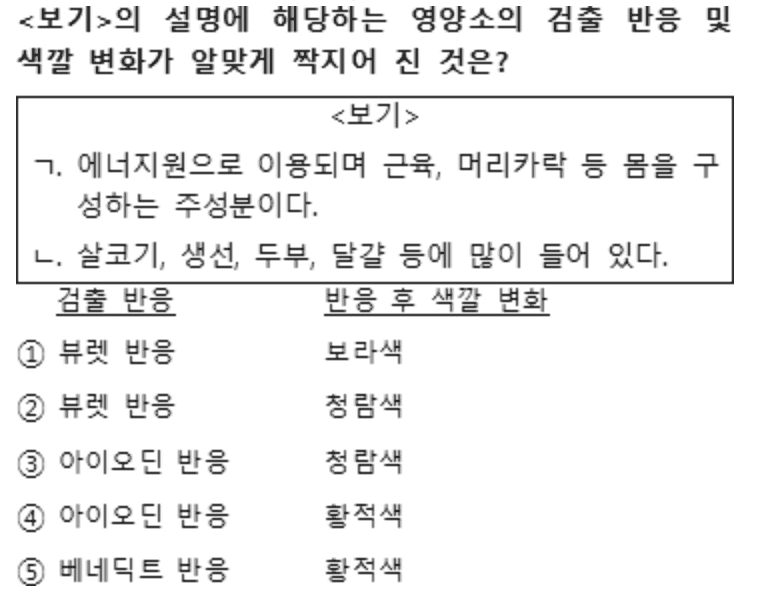 <보기>의 설명에 해당하는 영양소의 검출 반응 및
색깔 변화가 알맞게 짝지어 진 것은?
<보기>
ㄱ. 에너지원으로 이용되며 근육, 머리카락 등 몸을 구
성하는 주성분이다.
ㄴ. 살코기, 생선, 두부, 달걀 등에 많이 들어 있다.
검출 반응 반응 후 색깔 변화
① 뷰렛 반응 보라색
② 뷰렛 반응 청람색
③ 아이오딘 반응 청람색
④ 아이오딘 반응 황적색
⑤ 베네딕트 반응 황적색